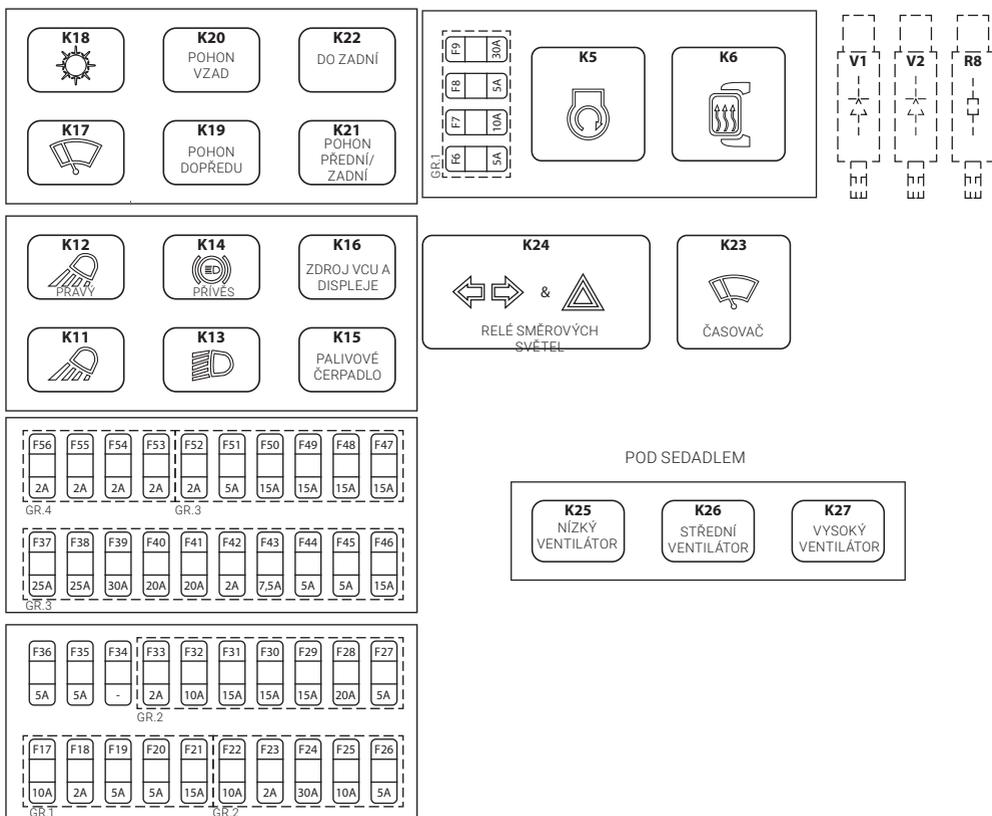 K18
K20
POHON
VZAD
K22
DO ZADNÍ
K17
K19
POHON
DOPŘEDU
K21
POHON
PŘEDNÍ/
ZADNÍ
F9 30A
F8 5A
F7 10A
F6 5A
GR.1
K5
K6
V1
V2
R8
K12
PRAVÝ
K14
PŘÍVĚS
K16
ZDROJ VCU A
DISPLEJE
K11
K13
K15
PALIVOVÉ
ČERPADLO
K24
&
RELÉ SMĚROVÝCH
SVĚTEL
K23
ČASOVAČ
F56 F55 F54 F53 F52 F51 F50 F49 F48 F47
2A 2A 2A 2A 2A 5A 15A 15A 15A 15A
GR.4 GR.3
F37 F38 F39 F40 F41 F42 F43 F44 F45 F46
25A 25A 30A 20A 20A 2A 7,5A 5A 5A 15A
GR.3
POD SEDADLEM
K25
NÍZKÝ
VENTILÁTOR
K26
STŘEDNÍ
VENTILÁTOR
K27
VYSOKÝ
VENTILÁTOR
F36 F35 F34 F33 F32 F31 F30 F29 F28 F27
5A 5A - 2A 10A 15A 15A 15A 20A 5A
GR.2
F17 F18 F19 F20 F21 F22 F23 F24 F25 F26
10A 2A 5A 5A 15A 10A 2A 30A 10A 5A
GR.1 GR.2